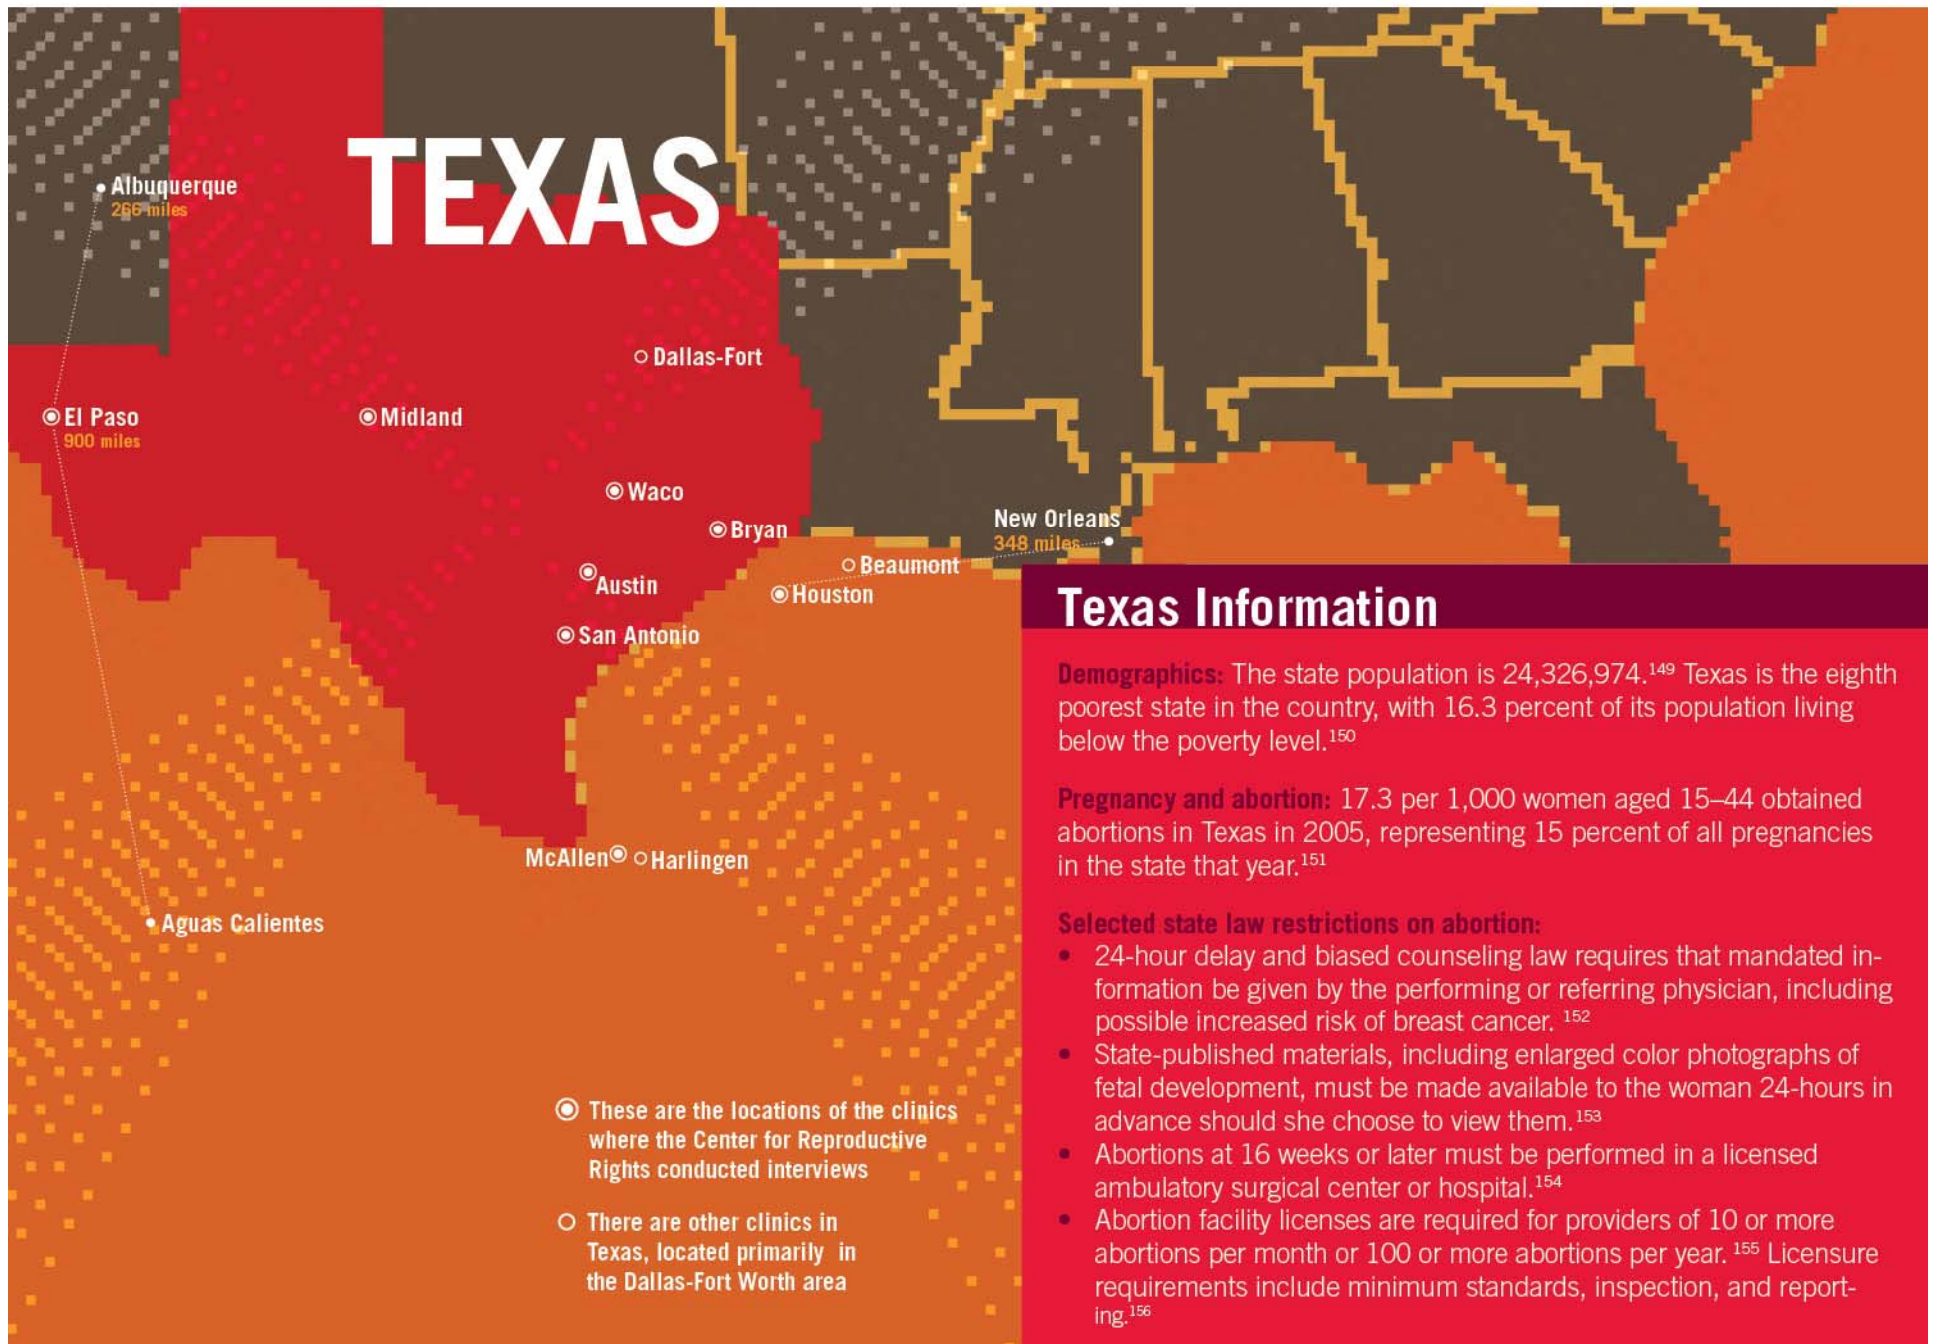 TEXAS
Albuquerque
266 miles
Dallas-Fort
El Paso
900 miles
Midland
Waco
Bryan
New Orleans
348 miles
Beaumont
Austin
Houston
San Antonio
McAllen
Harlingen
Aguas Calientes
These are the locations of the clinics
where the Center for Reproductive
Rights conducted interviews
There are other clinics in
Texas, located primarily in
the Dallas-Fort Worth area
Texas Information
Demographics: The state population is 24,326,974.149 Texas is the eighth
poorest state in the country, with 16.3 percent of its population living
below the poverty level.150
Pregnancy and abortion: 17.3 per 1,000 women aged 15–44 obtained
abortions in Texas in 2005, representing 15 percent of all pregnancies
in the state that year.151
Selected state law restrictions on abortion:
• 24-hour delay and biased counseling law requires that mandated in-
formation be given by the performing or referring physician, including
possible increased risk of breast cancer. 152
• State-published materials, including enlarged color photographs of
fetal development, must be made available to the woman 24-hours in
advance should she choose to view them.153
• Abortions at 16 weeks or later must be performed in a licensed
ambulatory surgical center or hospital.154
• Abortion facility licenses are required for providers of 10 or more
abortions per month or 100 or more abortions per year. 155 Licensure
requirements include minimum standards, inspection, and report-
ing.156